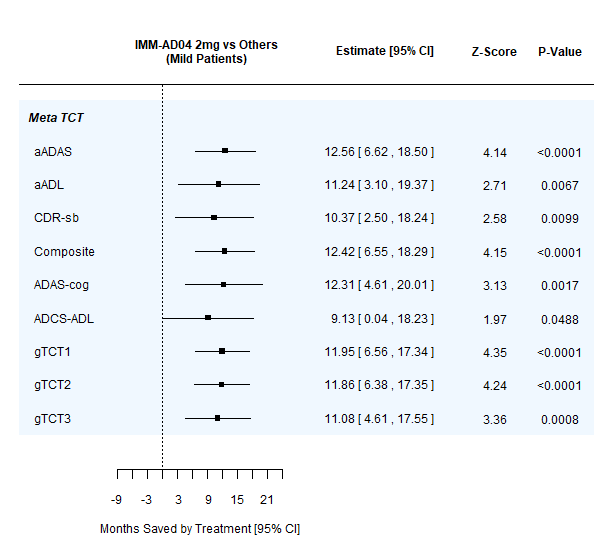 IMM-AD04 2mg vs Others
(Mild Patients)
Estimate [95% CI]
Z-Score
P-Value
Meta TCT
aADAS 12.56 [ 6.62 , 18.50 ] 4.14 <0.0001
aADL 11.24 [ 3.10 , 19.37 ] 2.71 0.0067
CDR-sb 10.37 [ 2.50 , 18.24 ] 2.58 0.0099
Composite 12.42 [ 6.55 , 18.29 ] 4.15 <0.0001
ADAS-cog 12.31 [ 4.61 , 20.01 ] 3.13 0.0017
ADCS-ADL 9.13 [ 0.04 , 18.23 ] 1.97 0.0488
gTCT1 11.95 [ 6.56 , 17.34 ] 4.35 <0.0001
gTCT2 11.86 [ 6.38 , 17.35 ] 4.24 <0.0001
gTCT3 11.08 [ 4.61 , 17.55 ] 3.36 0.0008
-9 -3 3 9 15 21
Months Saved by Treatment [95% CI]